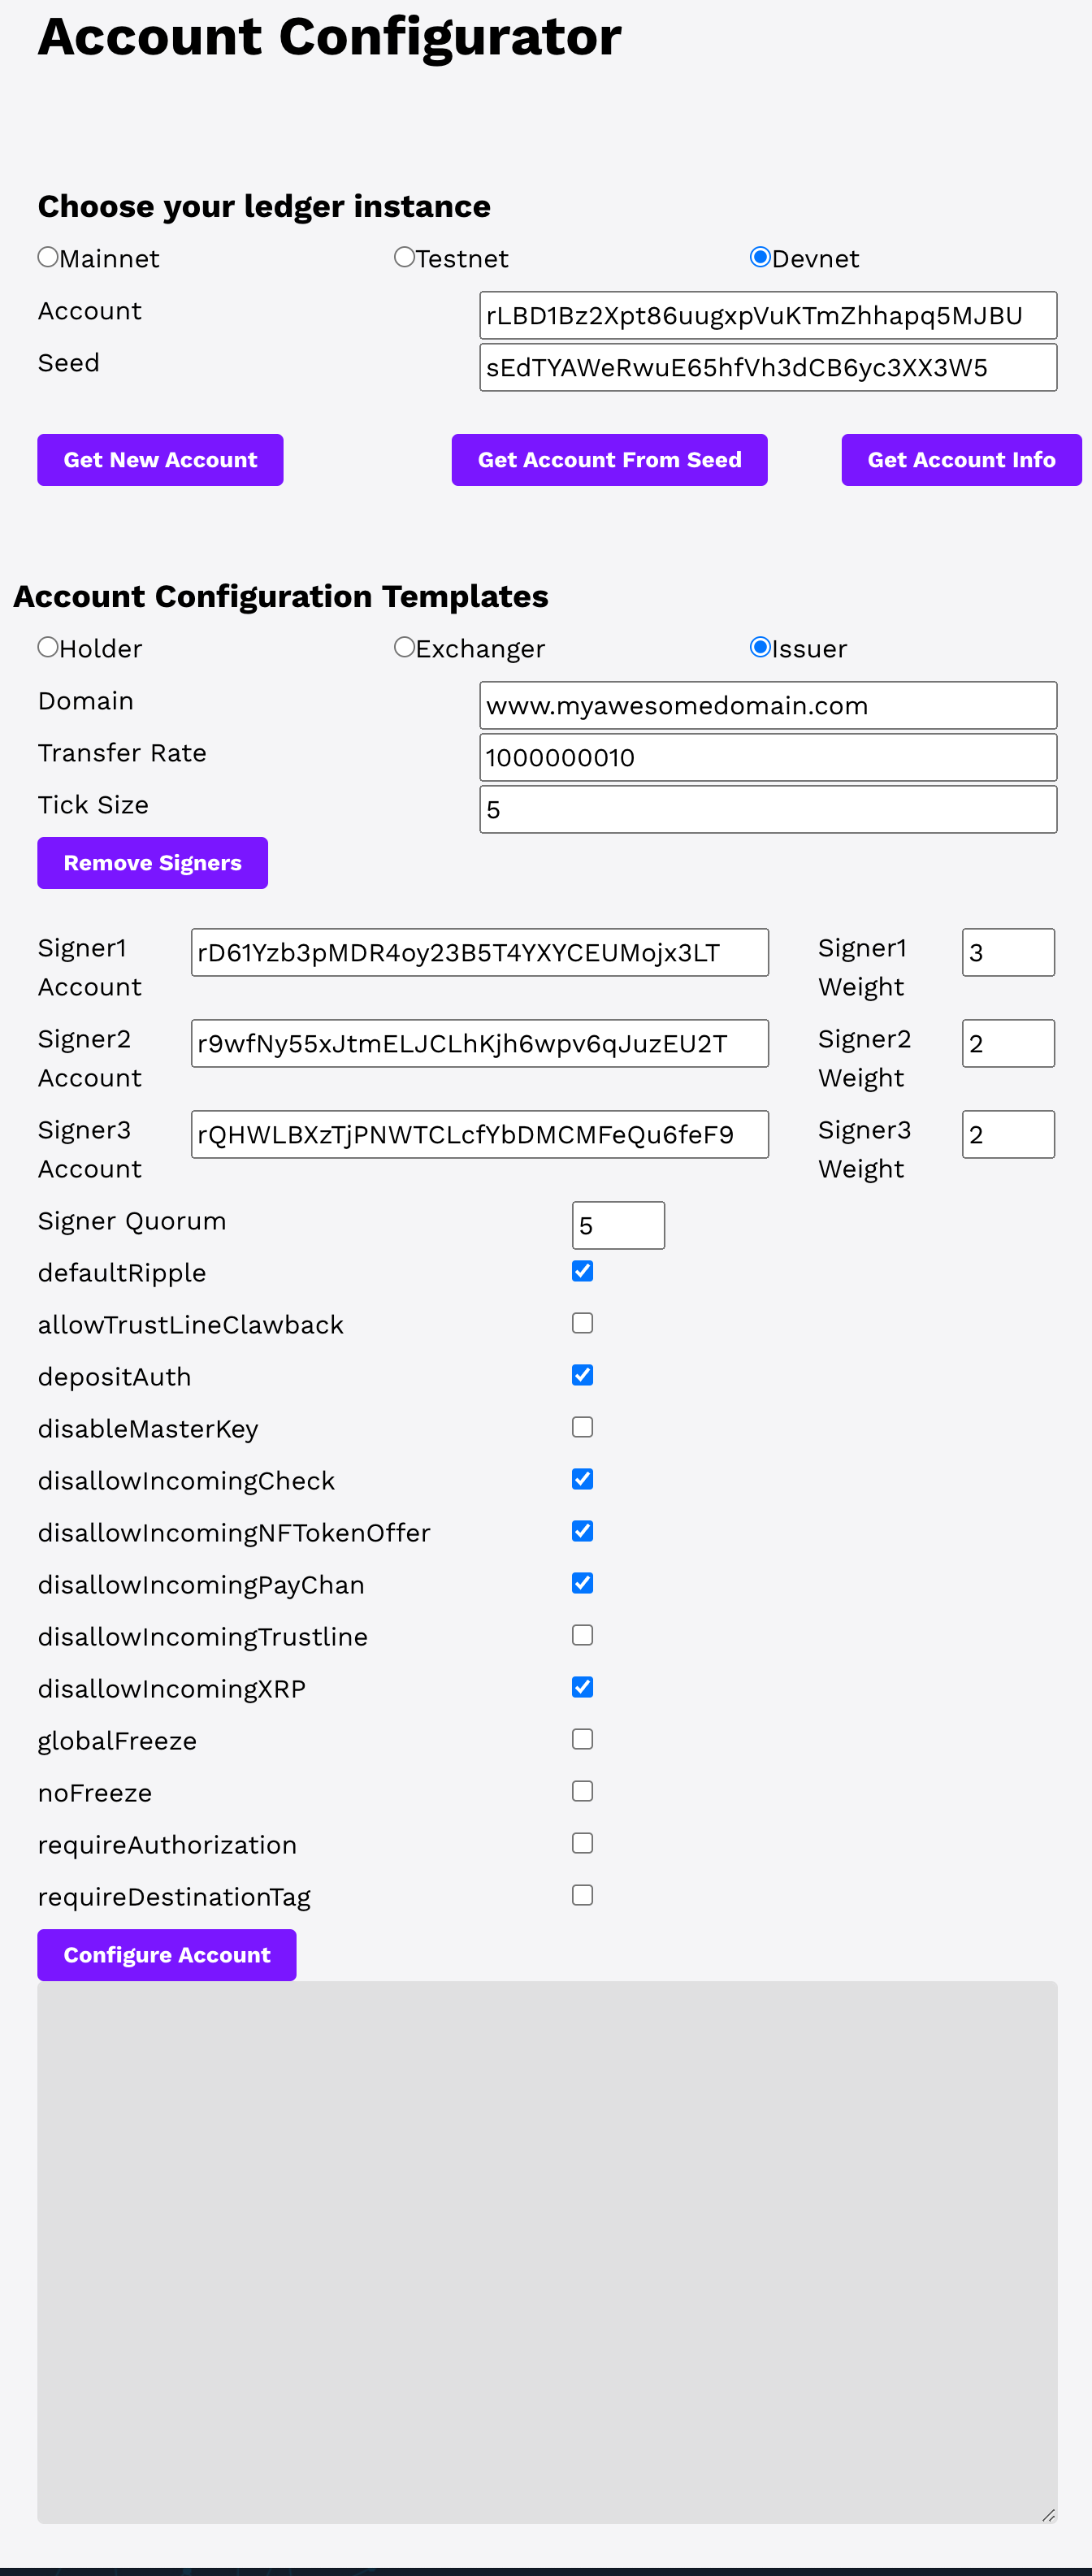 Account Configurator
Choose your ledger instance
Mainnet Testnet Devnet
Account rLBD1Bz2Xpt86uugxpVuKTmZhhapq5MJBU
Seed sEdTYAWeRwuE65hfVh3dCB6yc3XX3W5
Get New Account Get Account From Seed Get Account Info
Account Configuration Templates
Holder Exchanger Issuer
Domain www.myawesomedomain.com
Transfer Rate 1000000010
Tick Size 5
Remove Signers
Signer1 Account rD61Yzb3pMDR4oy23B5T4YXYCEUMojx3LT Signer1 Weight 3
Signer2 Account r9wfNy55xJtmELJCLhKjh6wpv6qJuzEU2T Signer2 Weight 2
Signer3 Account rQHWLBXzTjPNWTCLcfYbDMCMFeQu6feF9 Signer3 Weight 2
Signer Quorum 5
defaultRipple
allowTrustLineClawback
depositAuth
disableMasterKey
disallowIncomingCheck
disallowIncomingNFTokenOffer
disallowIncomingPayChan
disallowIncomingTrustline
disallowIncomingXRP
globalFreeze
noFreeze
requireAuthorization
requireDestinationTag
Configure Account